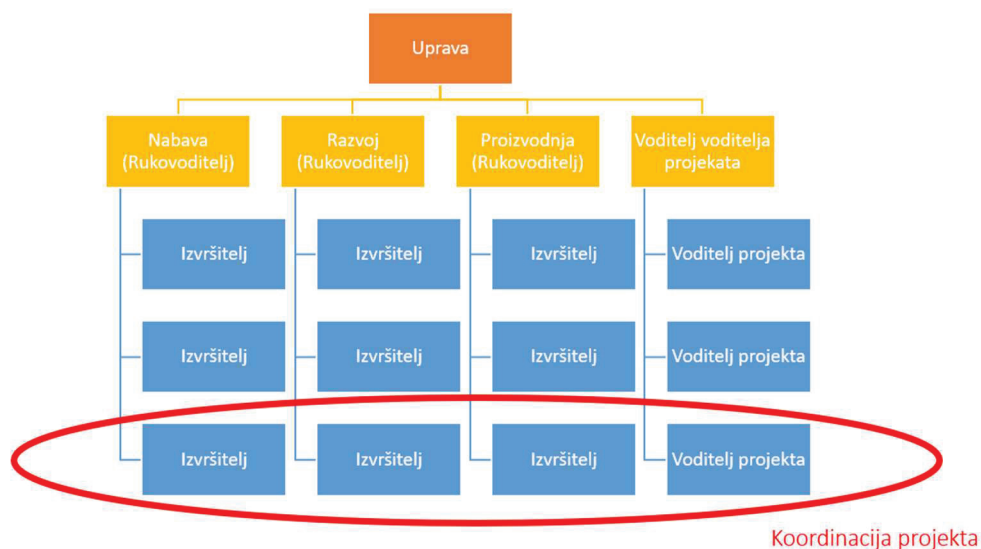 Uprava
Nabava
(Rukovoditelj)
Razvoj
(Rukovoditelj)
Proizvodnja
(Rukovoditelj)
Voditelj voditelja
projekata
Izvršitelj
Izvršitelj
Izvršitelj
Voditelj projekta
Izvršitelj
Izvršitelj
Izvršitelj
Voditelj projekta
Izvršitelj
Izvršitelj
Izvršitelj
Voditelj projekta
Koordinacija projekta